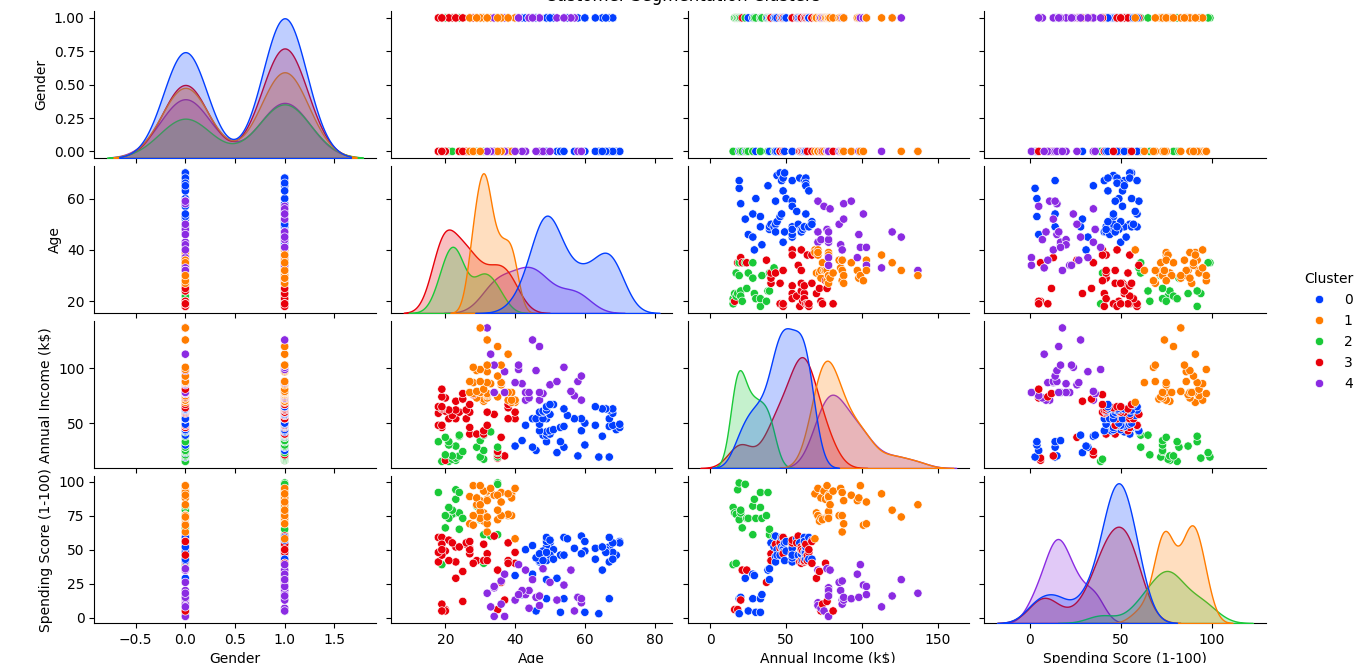 Customer Segmentation Clusters
1.00
0.75
0.50
0.25
0.00
Gender
60
40
20
Age
100
50
Annual Income (k$)
100
75
50
25
0
Spending Score (1-100)
−0.5 0.0 0.5 1.0 1.5
Gender
20 40 60 80
Age
0 50 100 150
Annual Income (k$)
0 50 100
Spending Score (1-100)
Cluster
0
1
2
3
4